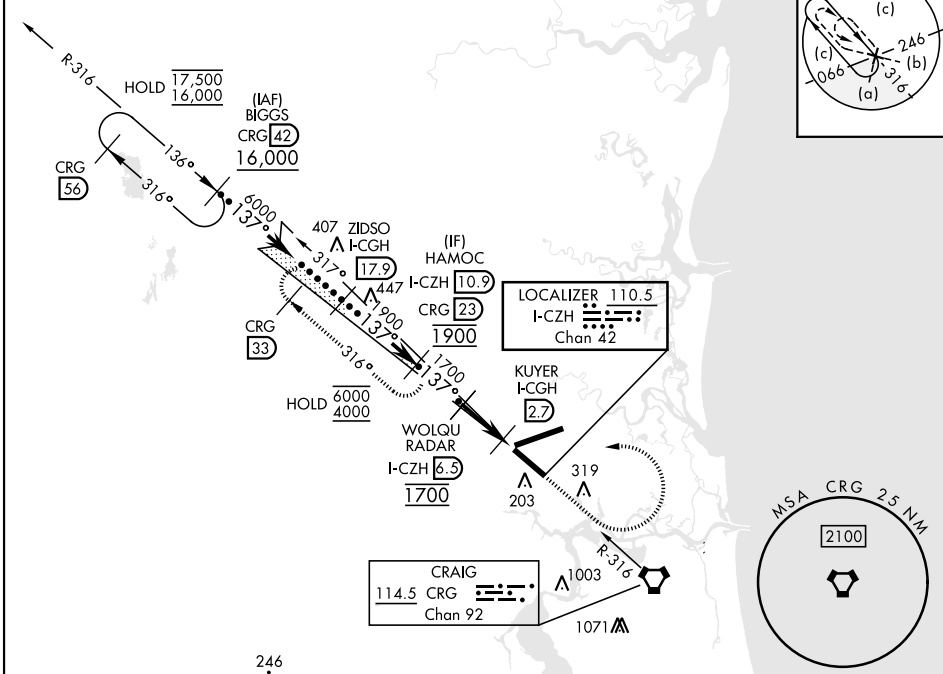 (c)
246
(c)
(b)
066
316
(a)
R-316
HOLD 17,500
16,000
(IAF)
BIGGS
CRG 42
16,000
136°
316°
CRG
56
6000
137°
407
ZIDSO
I-CGH
17.9
317°
447
1900
137°
(IF)
HAMOC
I-CZH 10.9
CRG 23
1900
CRG
33
316°
HOLD 6000
4000
1700
137°
LOCALIZER 110.5
I-CZH
Chan 42
KUYER
I-CGH
2.7
WOLQU
RADAR
I-CZH 6.5
1700
203
319
R-316
MSA CRG 25 NM
2100
CRAIG
114.5 CRG
Chan 92
1003
1071
246